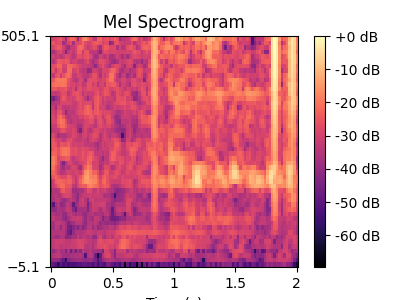 Mel Spectrogram
505.1
−5.1
0
0.5
1
1.5
2
+0 dB
-10 dB
-20 dB
-30 dB
-40 dB
-50 dB
-60 dB